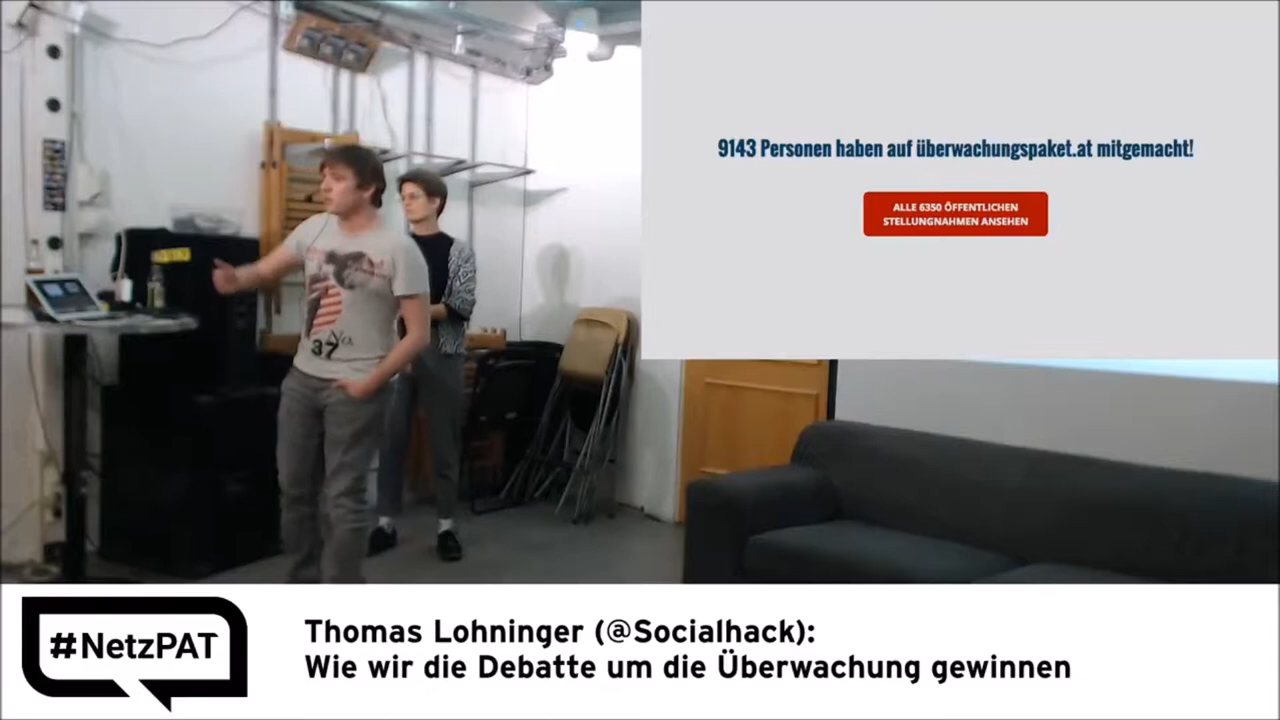 9143 Personen haben auf überwachungspaket.at mitgemacht!
ALLE 6350 ÖFFENTLICHEN
STELLUNGNAHMEN ANSEHEN
37
#NetzPAT
Thomas Lohninger (@Socialhack):
Wie wir die Debatte um die Überwachung gewinnen